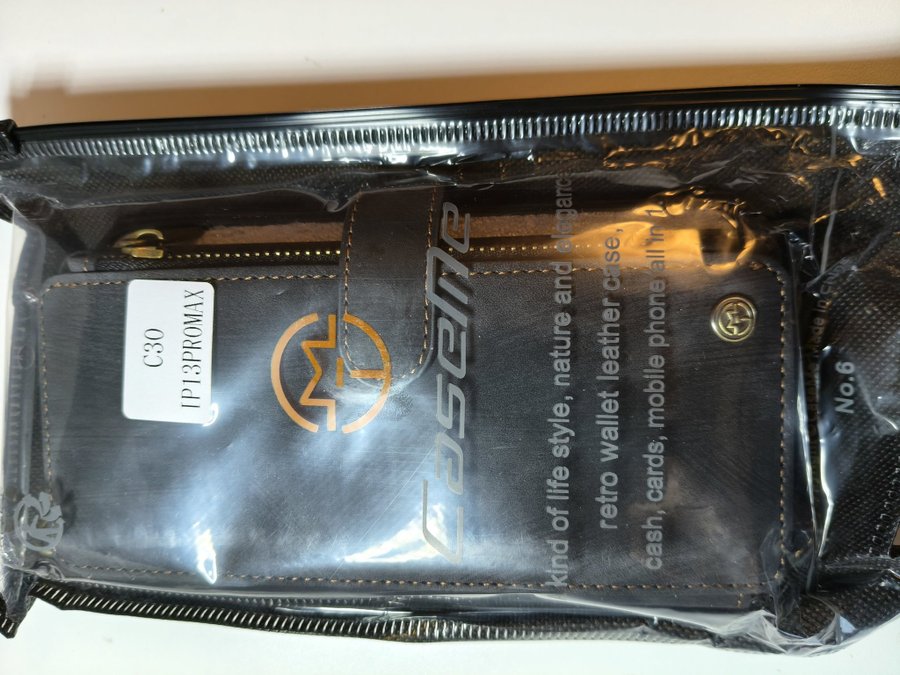 C30
IP13PROMAX
CaseMe
kind of life style, nature and
retro wallet leather case,
cash, cards, mobile phone all in 1
No.6